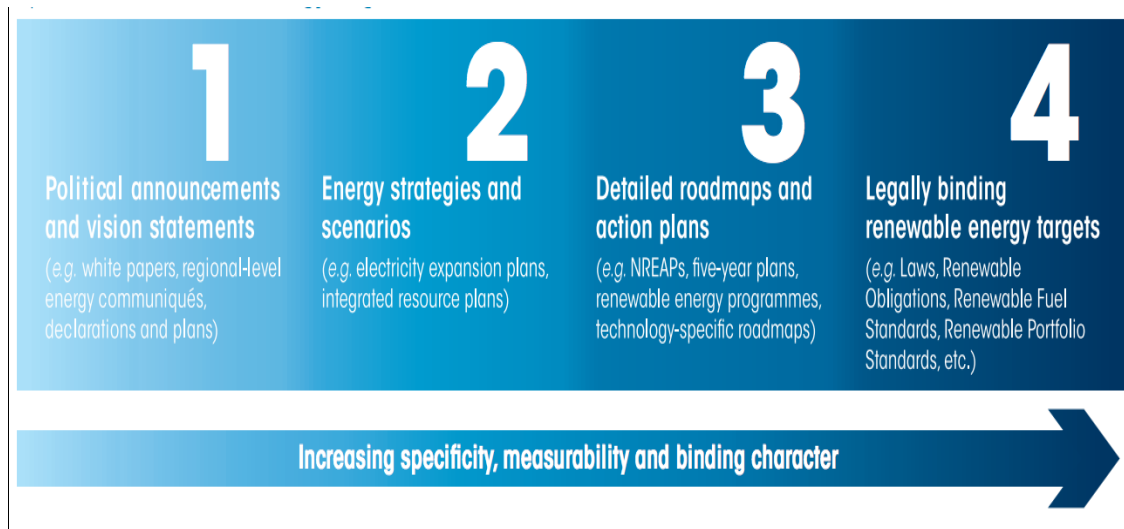 1
Political announcements
and vision statements
(e.g. white papers, regional-level
energy communiqués,
declarations and plans)
2
Energy strategies and
scenarios
(e.g. electricity expansion plans,
integrated resource plans)
3
Detailed roadmaps and
action plans
(e.g. NREAPs, five-year plans,
renewable energy programmes,
technology-specific roadmaps)
4
Legally binding
renewable energy targets
(e.g. Laws, Renewable
Obligations, Renewable Fuel
Standards, Renewable Portfolio
Standards, etc.)
Increasing specificity, measurability and binding character